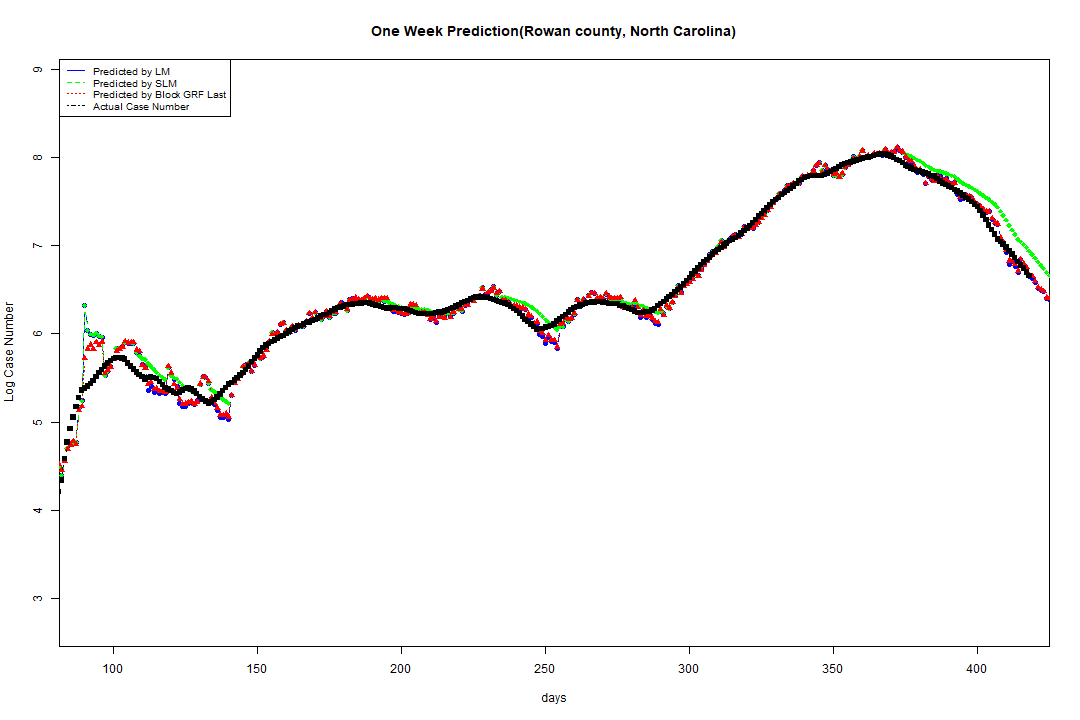 One Week Prediction(Rowan county, North Carolina)
Predicted by LM
Predicted by SLM
Predicted by Block GRF Last
Actual Case Number
9
8
7
6
5
4
3
Log Case Number
100 150 200 250 300 350 400
days